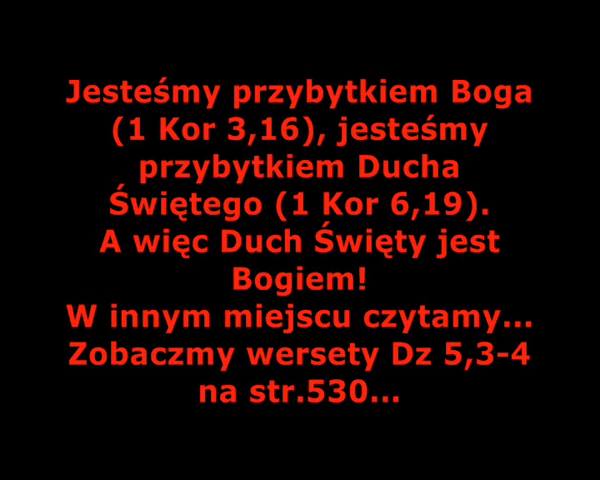 Jesteśmy przybytkiem Boga
(1 Kor 3,16), jesteśmy
przybytkiem Ducha
Świętego (1 Kor 6,19).
A więc Duch Święty jest
Bogiem!
W innym miejscu czytamy...
Zobaczmy wersety Dz 5,3-4
na str.530...